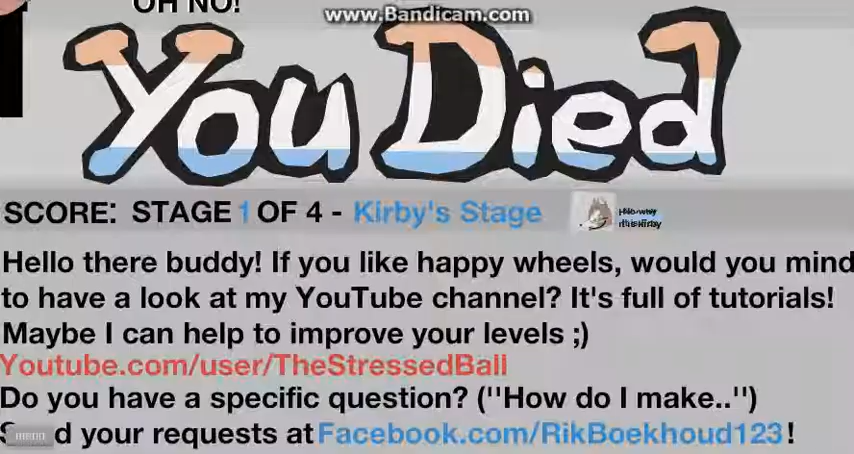 OH NO!
www.Bandicam.com
You Died
SCORE: STAGE 1 OF 4 - Kirby's Stage
Hello there buddy! If you like happy wheels, would you mind
to have a look at my YouTube channel? It's full of tutorials!
Maybe I can help to improve your levels ;)
Youtube.com/user/TheStressedBall
Do you have a specific question? (''How do I make..'')
d your requests at Facebook.com/RikBoekhoud123!
menu